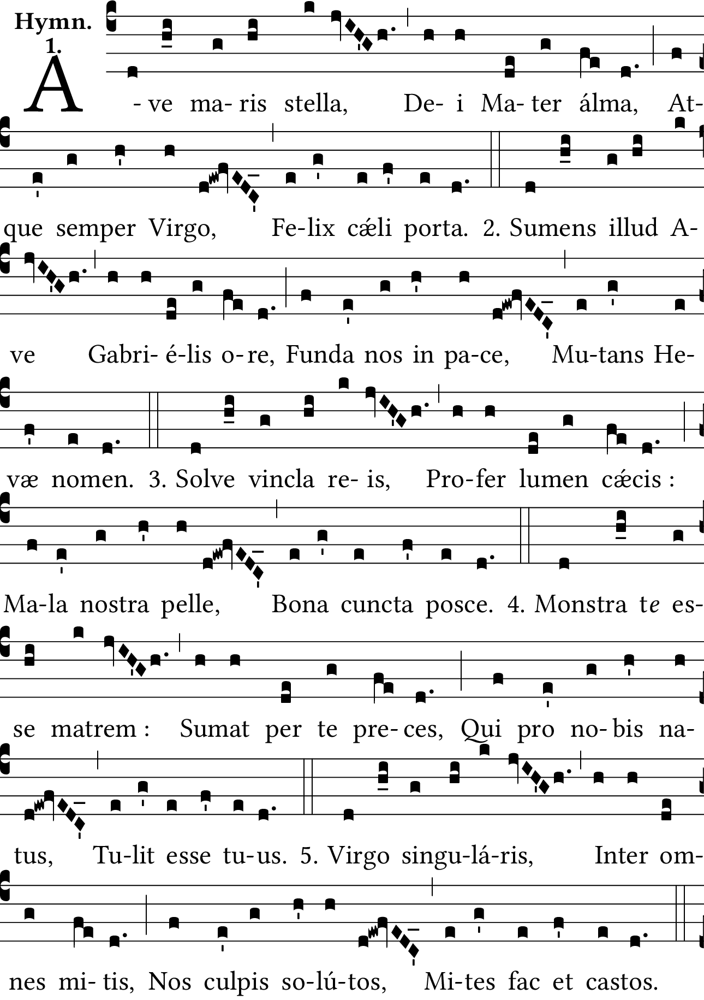 Hymn.
1.
A-ve ma-ris stella, De-i Ma-ter álma, At-
que semper Virgo, Fe-lix cǽli porta. 2. Sumens illud A-
ve Gabri-é-lis o-re, Funda nos in pa-ce, Mu-tans He-
væ nomen. 3. Solve vincla re-is, Pro-fer lumen cǽcis :
Ma-la nostra pelle, Bona cuncta posce. 4. Monstra te es-
se matrem : Sumat per te pre-ces, Qui pro no-bis na-
tus, Tu-lit esse tu-us. 5. Virgo singu-lá-ris, Inter om-
nes mi-tis, Nos culpis so-lú-tos, Mi-tes fac et castos.